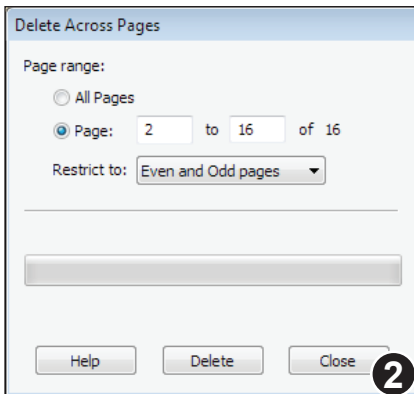 Delete Across Pages
Page range:
All Pages
Page: 2 to 16 of 16
Restrict to: Even and Odd pages
Help Delete Close
2